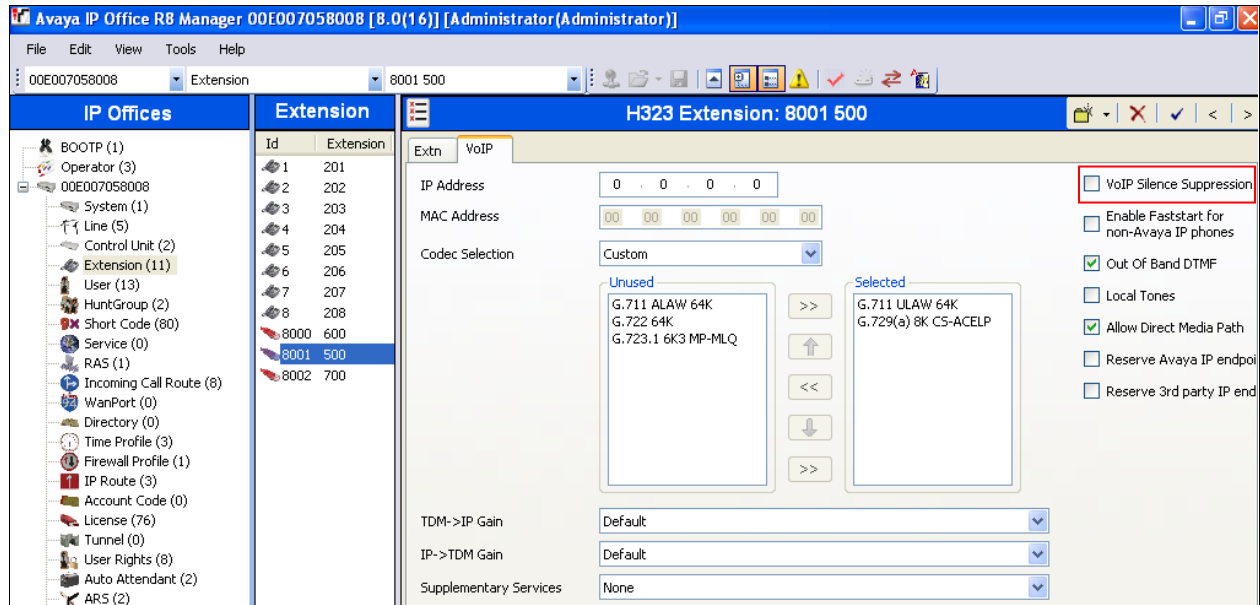 Avaya IP Office R8 Manager 00E007058008 [8.0(16)] [Administrator(Administrator)]
File Edit View Tools Help
00E007058008 Extension 8001 500
IP Offices
BOOTP (1)
Operator (3)
00E007058008
System (1)
Line (5)
Control Unit (2)
Extension (11)
User (13)
HuntGroup (2)
Short Code (80)
Service (0)
RAS (1)
Incoming Call Route (8)
WanPort (0)
Directory (0)
Time Profile (3)
Firewall Profile (1)
IP Route (3)
Account Code (0)
License (76)
Tunnel (0)
User Rights (8)
Auto Attendant (2)
ARS (2)
Extension
Id Extension
1 201
2 202
3 203
4 204
5 205
6 206
7 207
8 208
8000 600
8001 500
8002 700
H323 Extension: 8001 500
Extn VoIP
IP Address 0 . 0 . 0 . 0
MAC Address 00 00 00 00 00 00
Codec Selection Custom
Unused
G.711 ALAW 64K
G.722 64K
G.723.1 6K3 MP-MLQ
>>
<<
>>
Selected
G.711 ULAW 64K
G.729(a) 8K CS-ACELP
TDM->IP Gain Default
IP->TDM Gain Default
Supplementary Services None
VoIP Silence Suppression
Enable Faststart for
non-Avaya IP phones
Out Of Band DTMF
Local Tones
Allow Direct Media Path
Reserve Avaya IP endpoi
Reserve 3rd party IP end